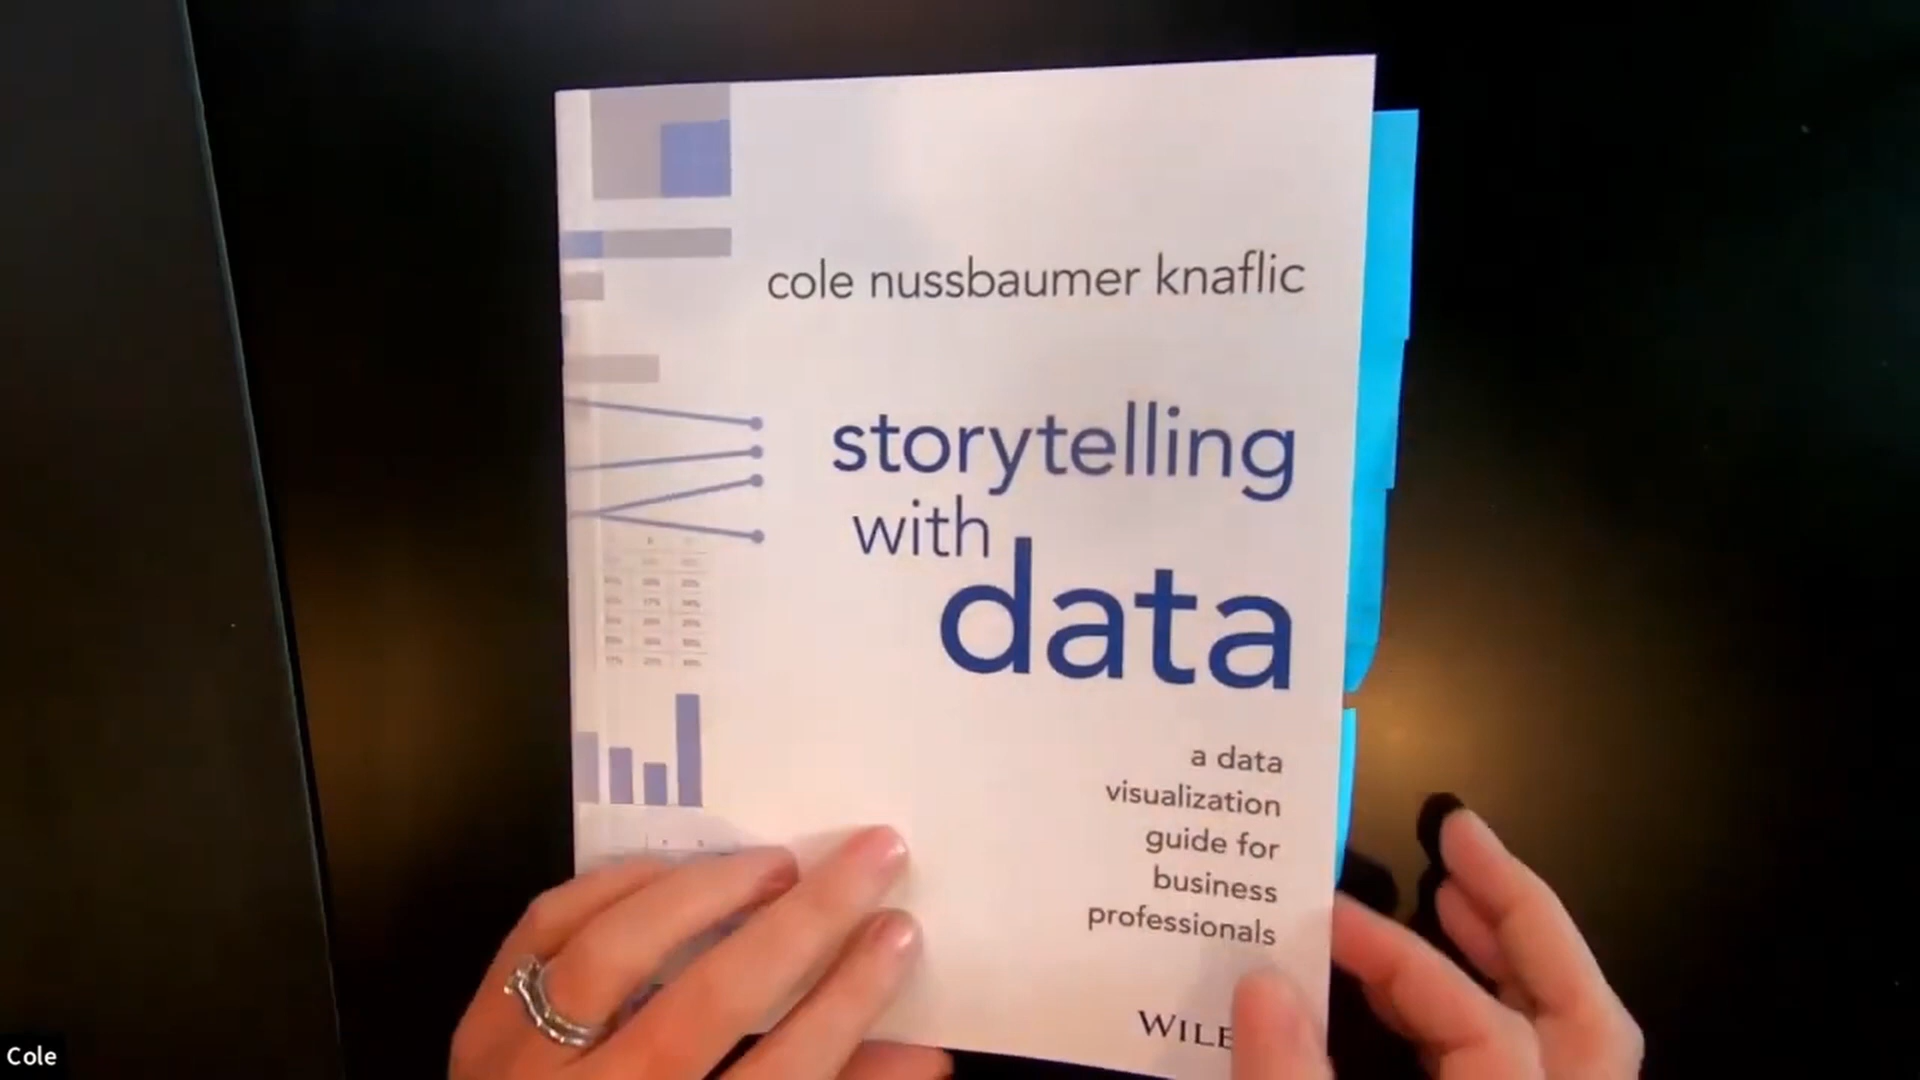 cole nussbaumer knaflic
storytelling
with
data
a data
visualization
guide for
business
professionals
WILE
Cole